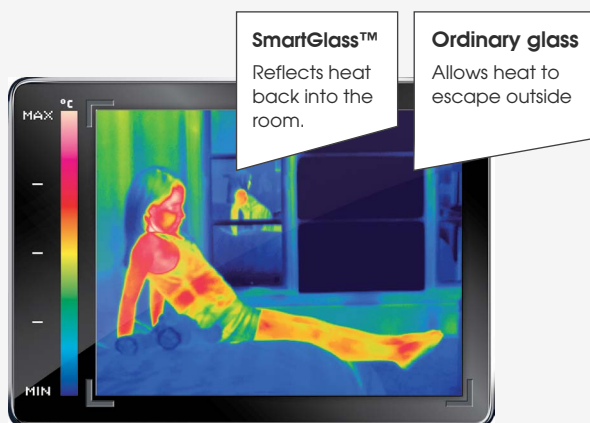 SmartGlass™
Reflects heat
back into the
room.
Ordinary glass
Allows heat to
escape outside
°C
MAX
MIN